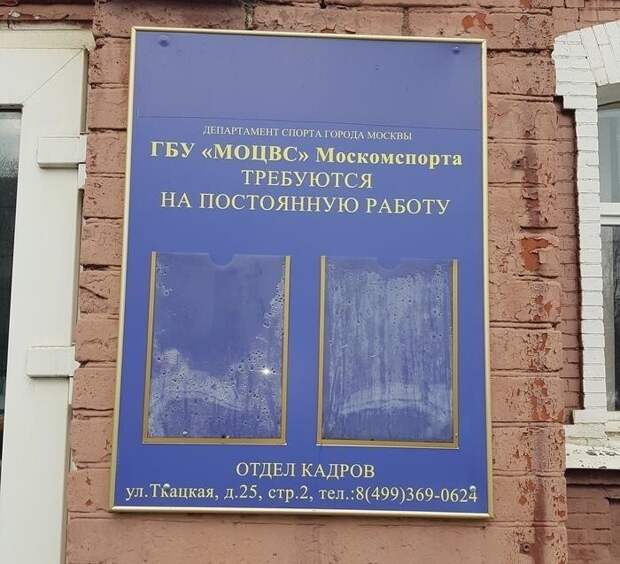 ДЕПАРТАМЕНТ СПОРТА ГОРОДА МОСКВЫ
ГБУ «МОЦВС» Москомспорта
ТРЕБУЮТСЯ
НА ПОСТОЯННУЮ РАБОТУ
ОТДЕЛ КАДРОВ
ул.Ткацкая, д.25, стр.2, тел.:8(499)369-0624